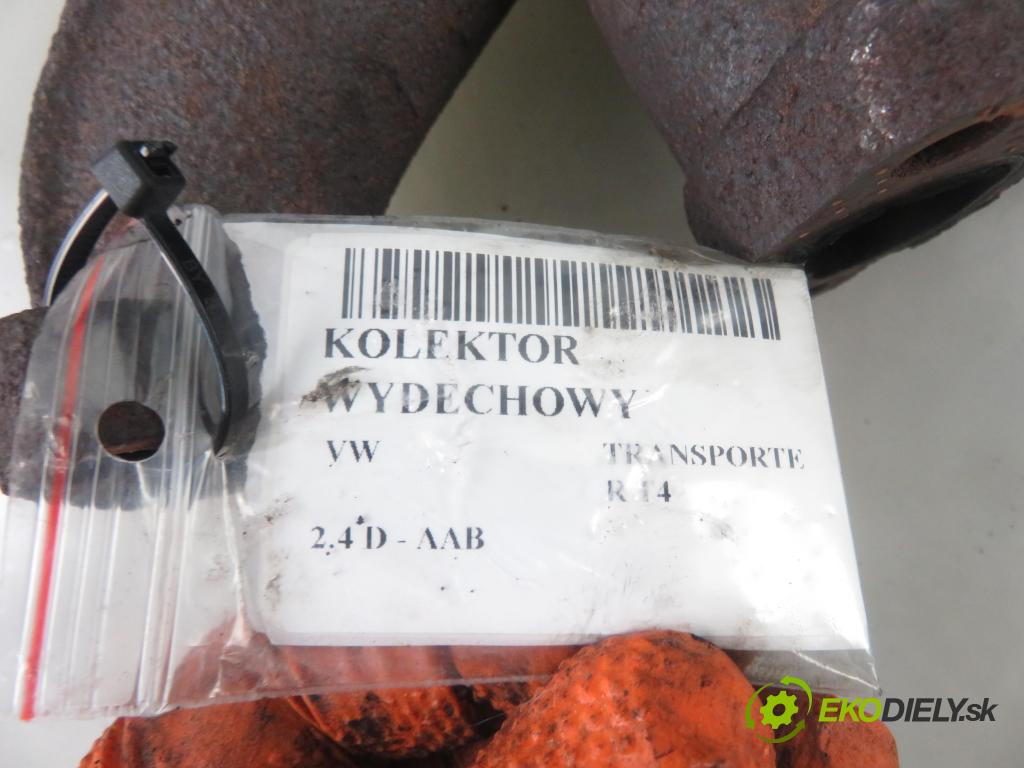 KOLEKTOR
WYDECHOWY
VW TRANSPORTE
R T4
2.4 D - AAB
EKODIELY.sk